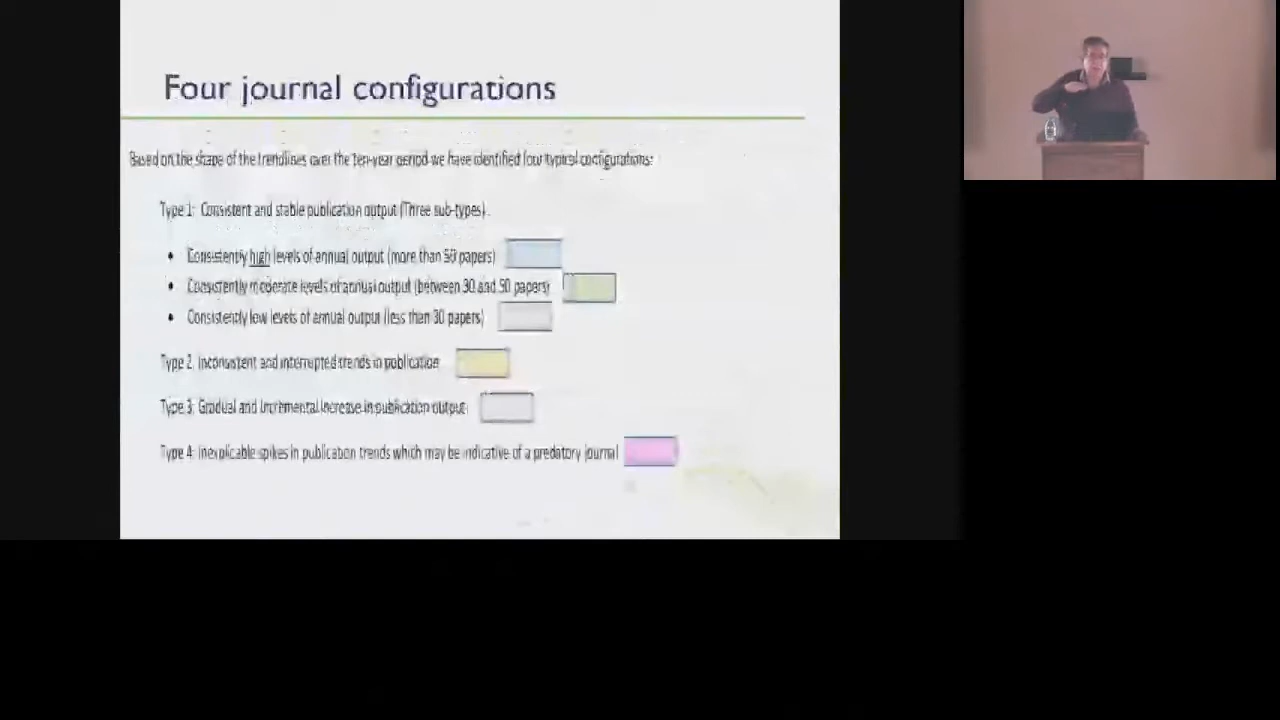 Four journal configurations
Based on the shape of the trendlines over the ten-year period we have identified four typical configurations:
Type 1: Consistent and stable publication output (Three sub-types).
• Consistently high levels of annual output (more than 50 papers)
• Consistently moderate levels of annual output (between 30 and 50 papers)
• Consistently low levels of annual output (less than 30 papers)
Type 2: Inconsistent and interrupted trends in publication
Type 3: Gradual and incremental increase in publication output
Type 4: Inexplicable spikes in publication trends which may be indicative of a predatory journal